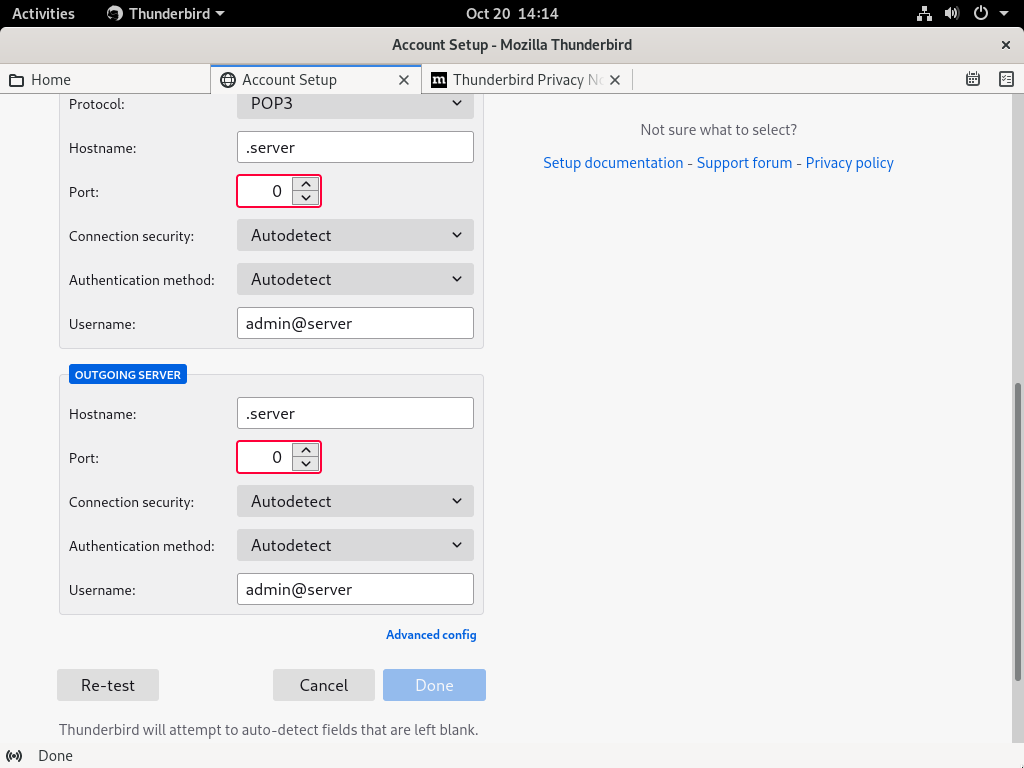 Activities Thunderbird Oct 20 14:14
Account Setup - Mozilla Thunderbird
Home Account Setup Thunderbird Privacy No
Protocol: POP3
Hostname: .server
Port: 0
Connection security: Autodetect
Authentication method: Autodetect
Username: admin@server
OUTGOING SERVER
Hostname: .server
Port: 0
Connection security: Autodetect
Authentication method: Autodetect
Username: admin@server
Advanced config
Re-test Cancel Done
Thunderbird will attempt to auto-detect fields that are left blank.
Not sure what to select?
Setup documentation - Support forum - Privacy policy
Done